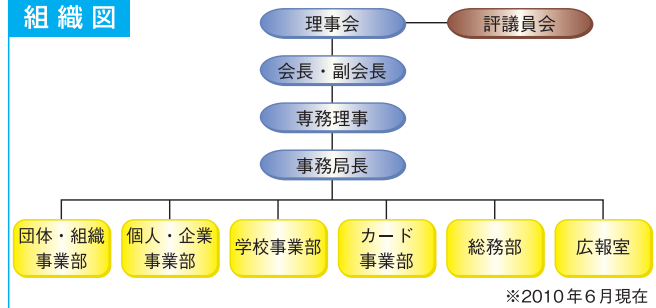 組織図
理事会
評議員会
会長・副会長
専務理事
事務局長
団体・組織
事業部
個人・企業
事業部
学校事業部
カード
事業部
総務部
広報室
※2010年6月現在